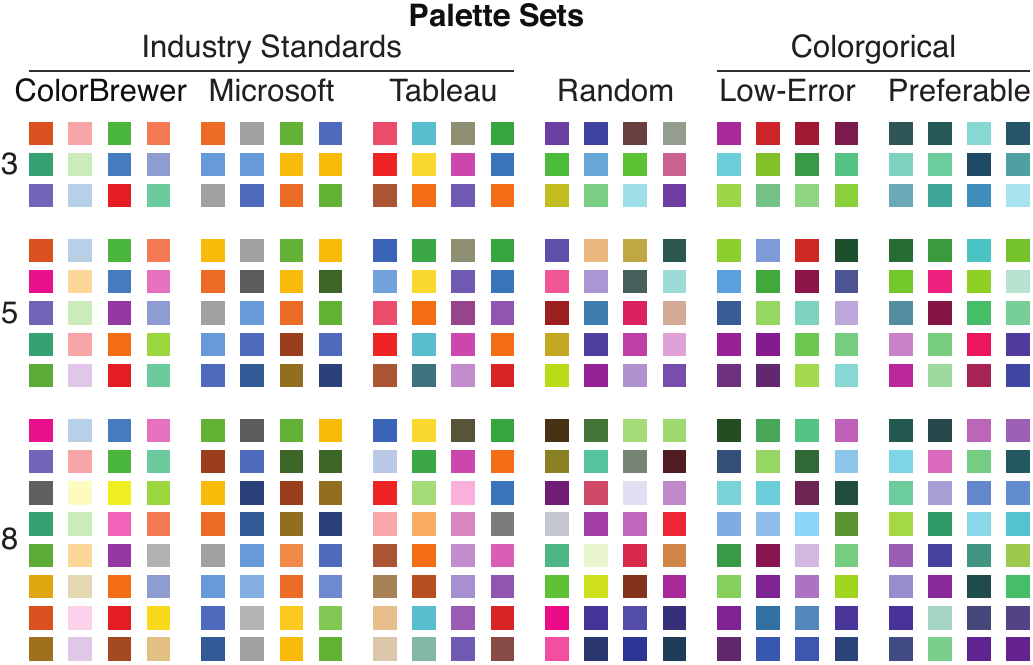 Palette Sets
Industry Standards Colorgorical
ColorBrewer Microsoft Tableau Random Low-Error Preferable
3
5
8